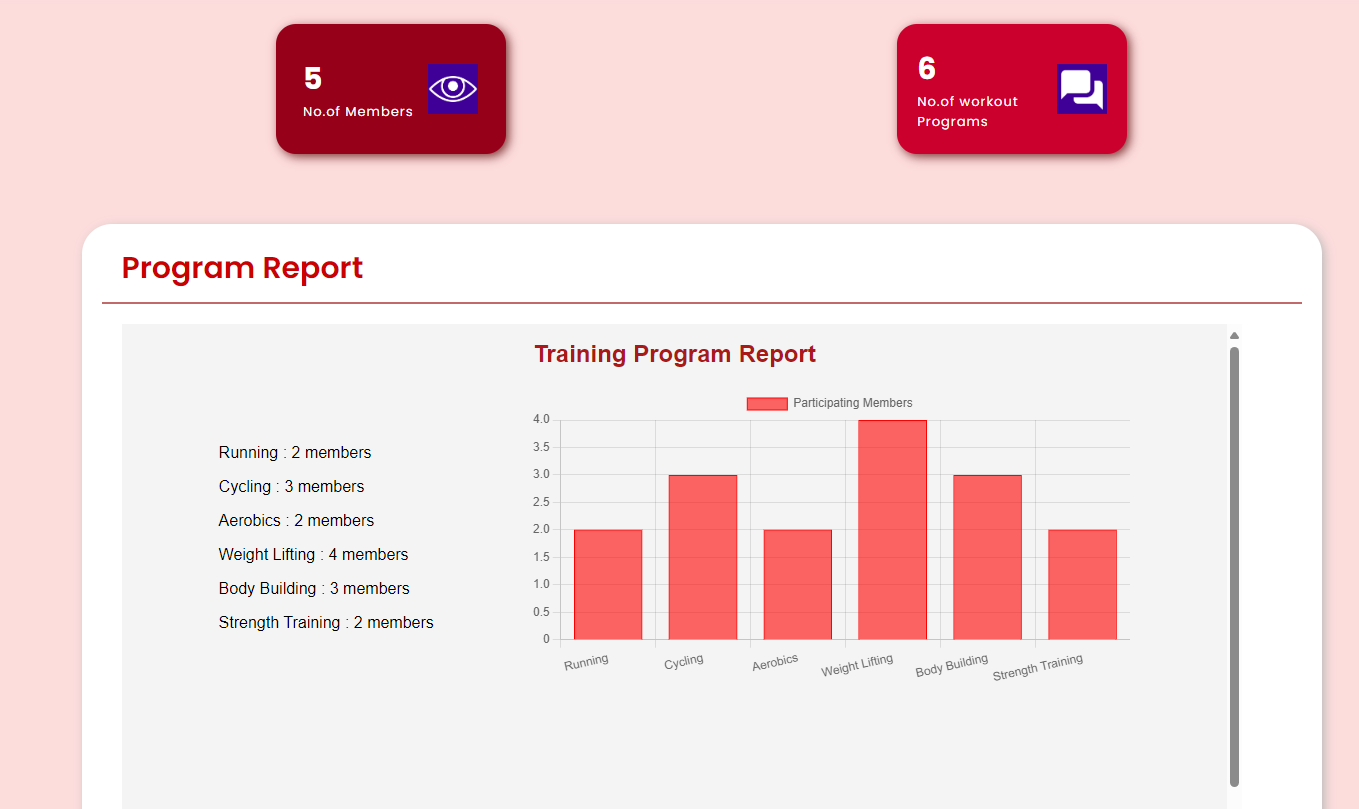 5
No.of Members
6
No.of workout
Programs
Program Report
Training Program Report
Participating Members
Running : 2 members
Cycling : 3 members
Aerobics : 2 members
Weight Lifting : 4 members
Body Building : 3 members
Strength Training : 2 members
4.0
3.5
3.0
2.5
2.0
1.5
1.0
0.5
0
Running
Cycling
Aerobics
Weight Lifting
Body Building
Strength Training